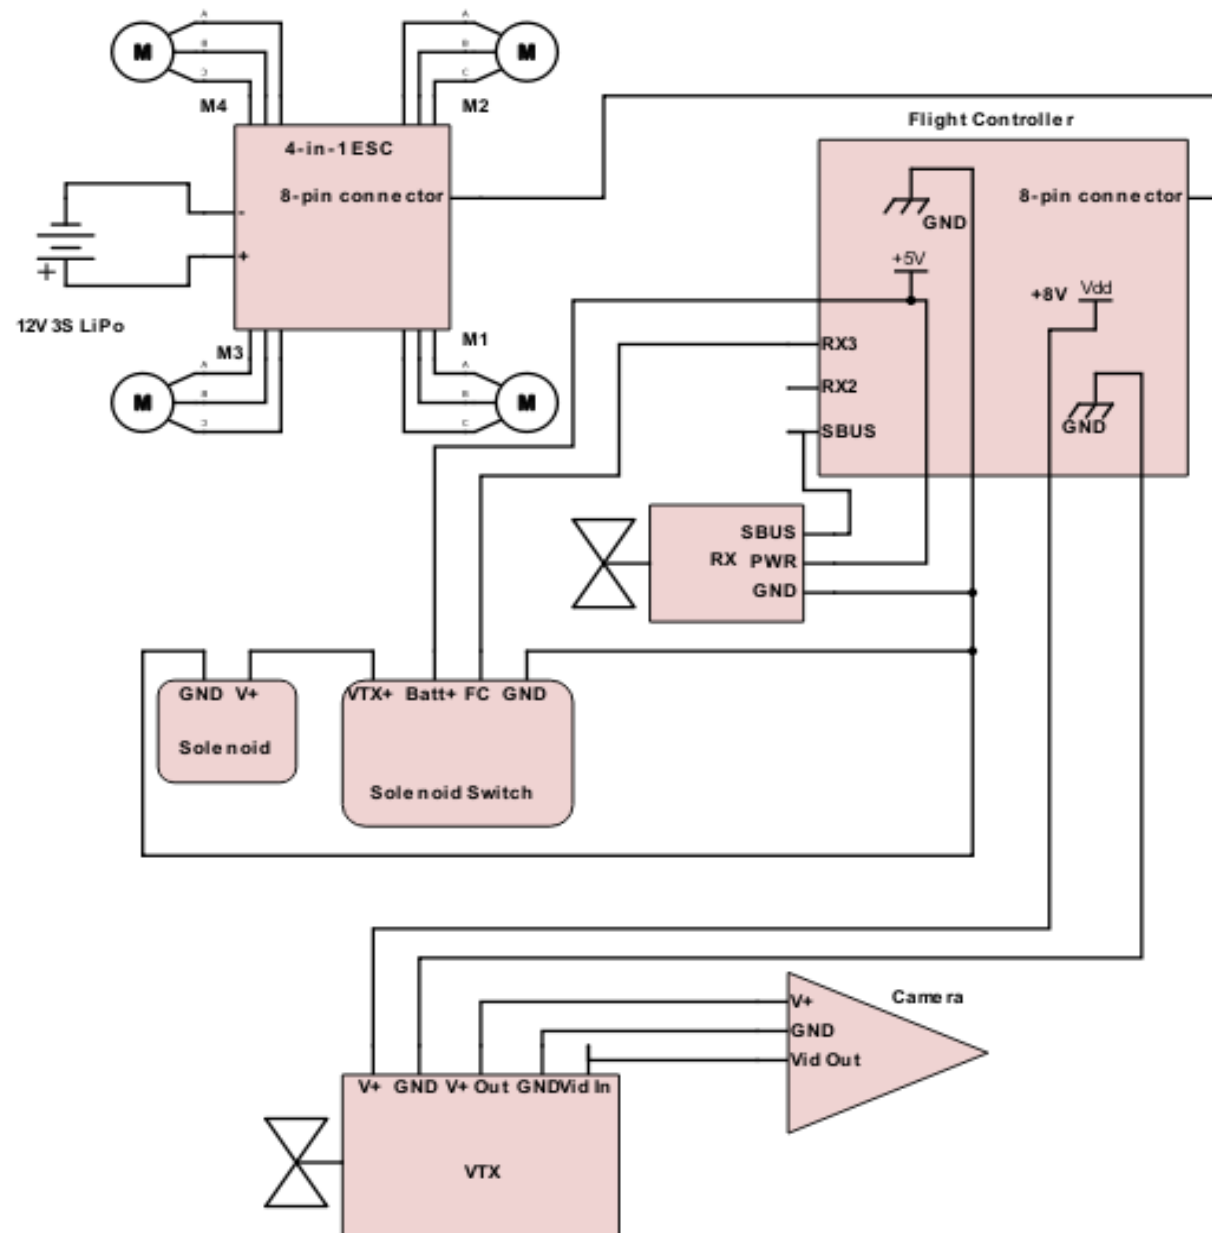 A
B
C
M
M4
A
B
C
M
M2
4-in-1 ESC
8-pin connector
-
+
+
12V 3S LiPo
M3
A
B
C
M
M1
A
B
C
M
Flight Controller
8-pin connector
GND
+5V
+8V Vdd
RX3
RX2
GND
SBUS
SBUS
RX PWR
GND
GND V+
Solenoid
VTX+ Batt+ FC GND
Solenoid Switch
Camera
V+
GND
Vid Out
V+ GND V+ Out GND Vid In
VTX